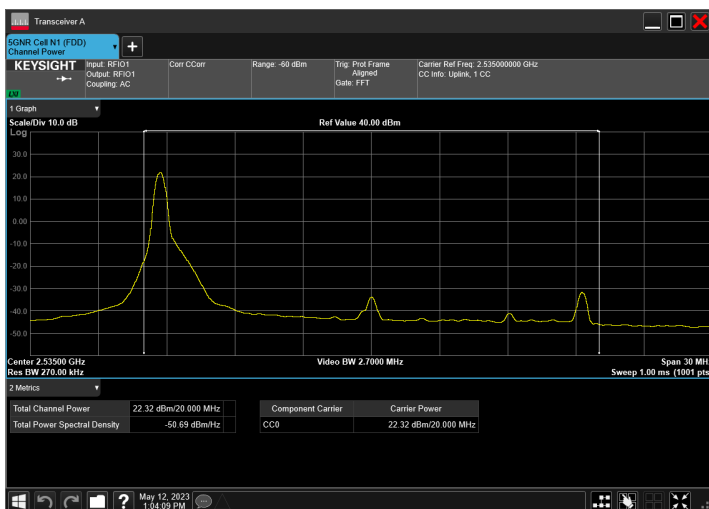 Transceiver A
5GNR Cell N1 (FDD)
Channel Power
KEYSIGHT
Input: RFIO1
Output: RFIO1
Coupling: AC
Corr CCorr
Range: -60 dBm
Trig: Prot Frame
Aligned
Gate: FFT
Carrier Ref Freq: 2.535000000 GHz
CC Info: Uplink, 1 CC
LXI
1 Graph
Scale/Div 10.0 dB
Ref Value 40.00 dBm
Log
30.0
20.0
10.0
0.00
-10.0
-20.0
-30.0
-40.0
-50.0
Center 2.53500 GHz
Video BW 2.7000 MHz
Span 30 MH
Res BW 270.00 kHz
Sweep 1.00 ms (1001 pts
2 Metrics
Total Channel Power 22.32 dBm/20.000 MHz
Total Power Spectral Density -50.69 dBm/Hz
Component Carrier Carrier Power
CC0 22.32 dBm/20.000 MHz
?
May 12, 2023
1:04:09 PM